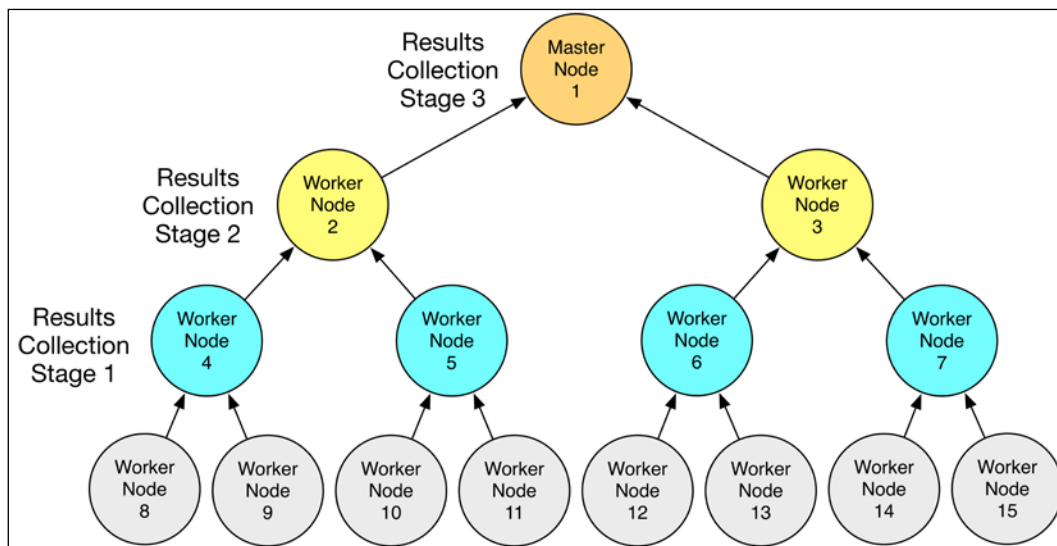 Results
Collection
Stage 3
Master
Node
1
Results
Collection
Stage 2
Worker
Node
2
Worker
Node
3
Results
Collection
Stage 1
Worker
Node
4
Worker
Node
5
Worker
Node
6
Worker
Node
7
Worker
Node
8
Worker
Node
9
Worker
Node
10
Worker
Node
11
Worker
Node
12
Worker
Node
13
Worker
Node
14
Worker
Node
15